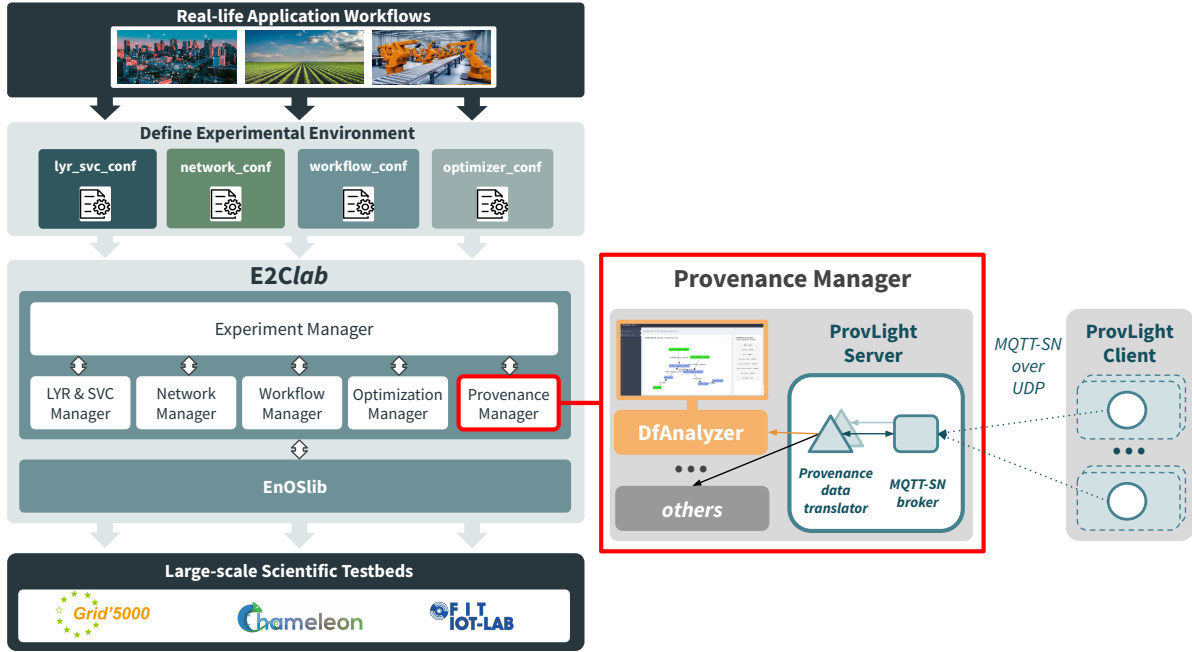 Real-life Application Workflows
Define Experimental Environment
lyr_svc_conf
network_conf
workflow_conf
optimizer_conf
E2Clab
Experiment Manager
LYR & SVC
Manager
Network
Manager
Workflow
Manager
Optimization
Manager
Provenance
Manager
EnOSlib
Large-scale Scientific Testbeds
Grid'5000
Chameleon
FIT
IOT-LAB
Provenance Manager
DfAnalyzer
others
ProvLight
Server
Provenance
data
translator
MQTT-SN
broker
MQTT-SN
over
UDP
ProvLight
Client